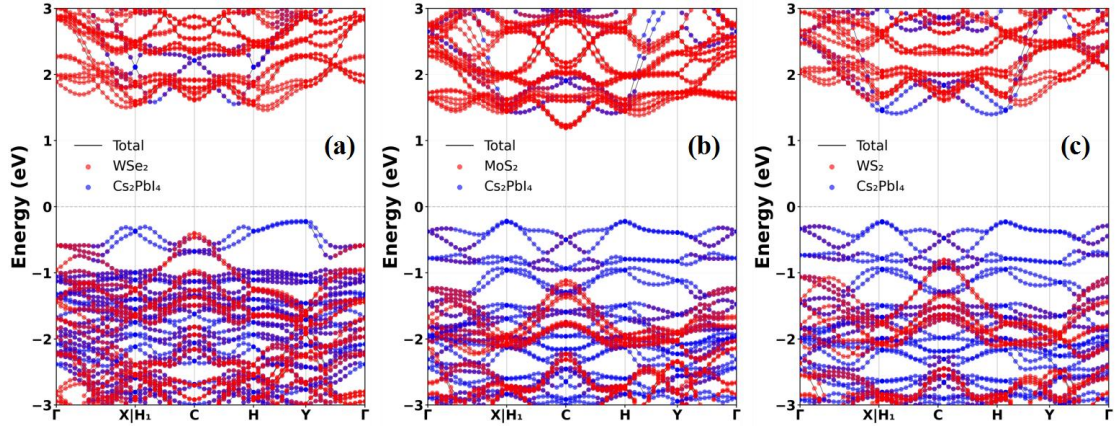 3
2
1
0
−1
−2
−3
Energy (eV)
Total
WSe₂
Cs₂PbI₄
(a)
Γ X|H₁ C H Y Γ
3
2
1
0
−1
−2
−3
Energy (eV)
Total
MoS₂
Cs₂PbI₄
(b)
Γ X|H₁ C H Y Γ
3
2
1
0
−1
−2
−3
Energy (eV)
Total
WS₂
Cs₂PbI₄
(c)
Γ X|H₁ C H Y Γ